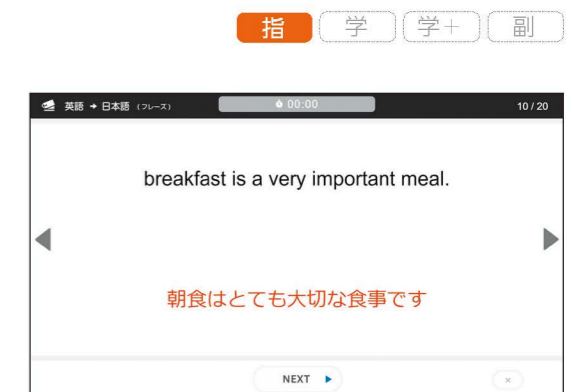 指 学 学+ 副
英語 → 日本語 (フレーズ) 00:00 10 / 20
breakfast is a very important meal.
朝食はとても大切な食事です
NEXT
×